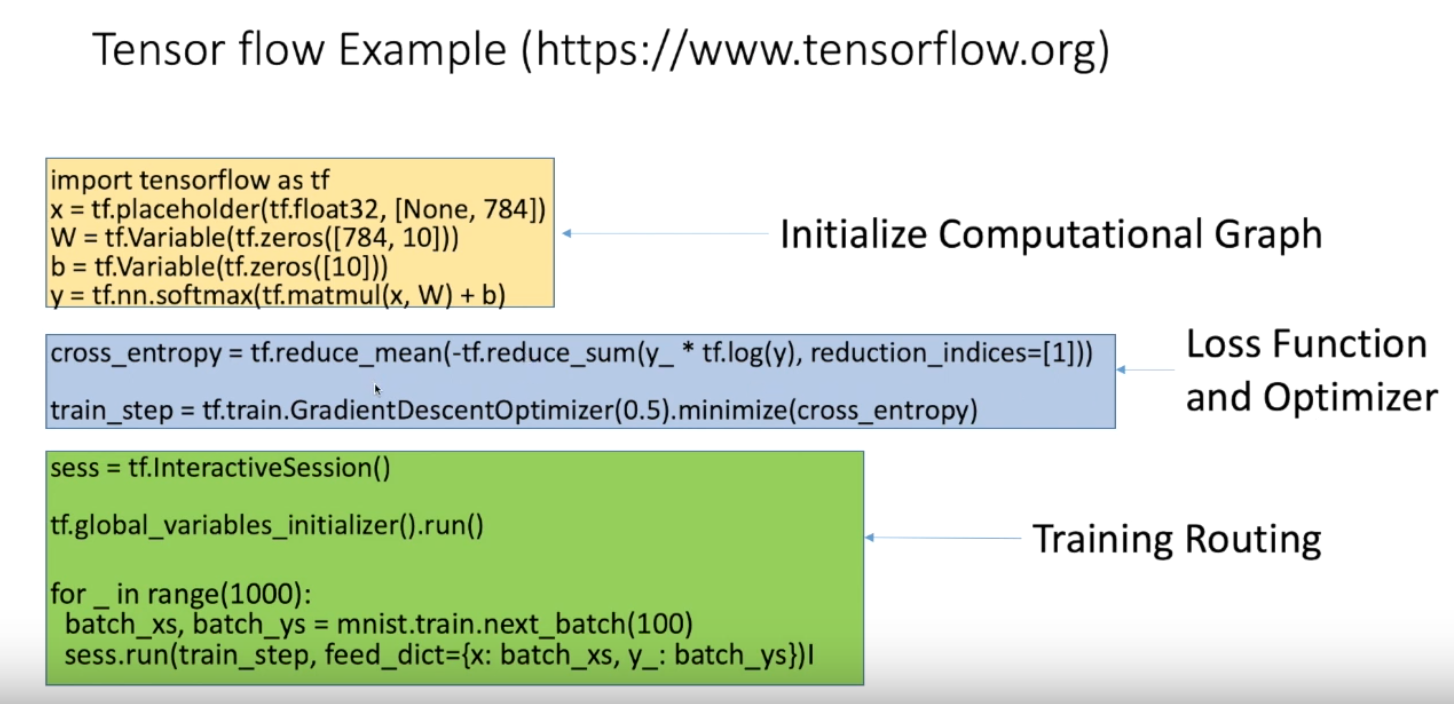 Tensor flow Example (https://www.tensorflow.org)
import tensorflow as tf
x = tf.placeholder(tf.float32, [None, 784])
W = tf.Variable(tf.zeros([784, 10]))
b = tf.Variable(tf.zeros([10]))
y = tf.nn.softmax(tf.matmul(x, W) + b)
Initialize Computational Graph
cross_entropy = tf.reduce_mean(-tf.reduce_sum(y_ * tf.log(y), reduction_indices=[1]))
train_step = tf.train.GradientDescentOptimizer(0.5).minimize(cross_entropy)
Loss Function
and Optimizer
sess = tf.InteractiveSession()
tf.global_variables_initializer().run()
for _ in range(1000):
batch_xs, batch_ys = mnist.train.next_batch(100)
sess.run(train_step, feed_dict={x: batch_xs, y_: batch_ys})
Training Routing